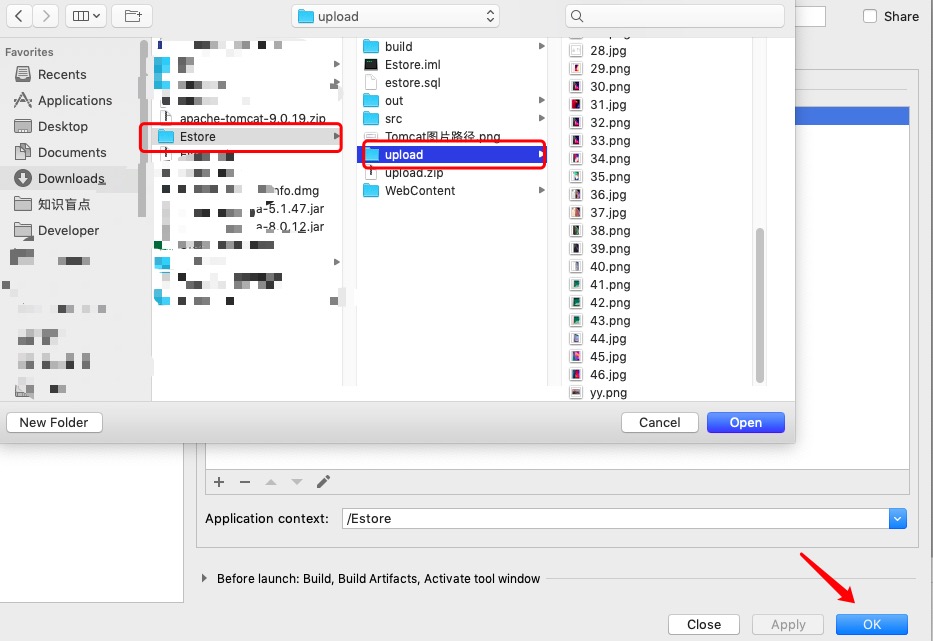 upload
Share
Favorites
Recents
Applications
Desktop
Documents
Downloads
知识盲点
Developer
apache-tomcat-9.0.19.zip
Estore
nfo.dmg
a-5.1.47.jar
a-8.0.12.jar
build
Estore.iml
estore.sql
out
src
Tomcat图片路径.png
upload
upload.zip
WebContent
28.jpg
29.png
30.png
31.jpg
32.png
33.png
34.png
35.png
36.jpg
37.jpg
38.png
39.png
40.png
41.png
42.png
43.png
44.jpg
45.jpg
46.jpg
yy.png
New Folder
Cancel
Open
Application context:
/Estore
Before launch: Build, Build Artifacts, Activate tool window
Close
Apply
OK